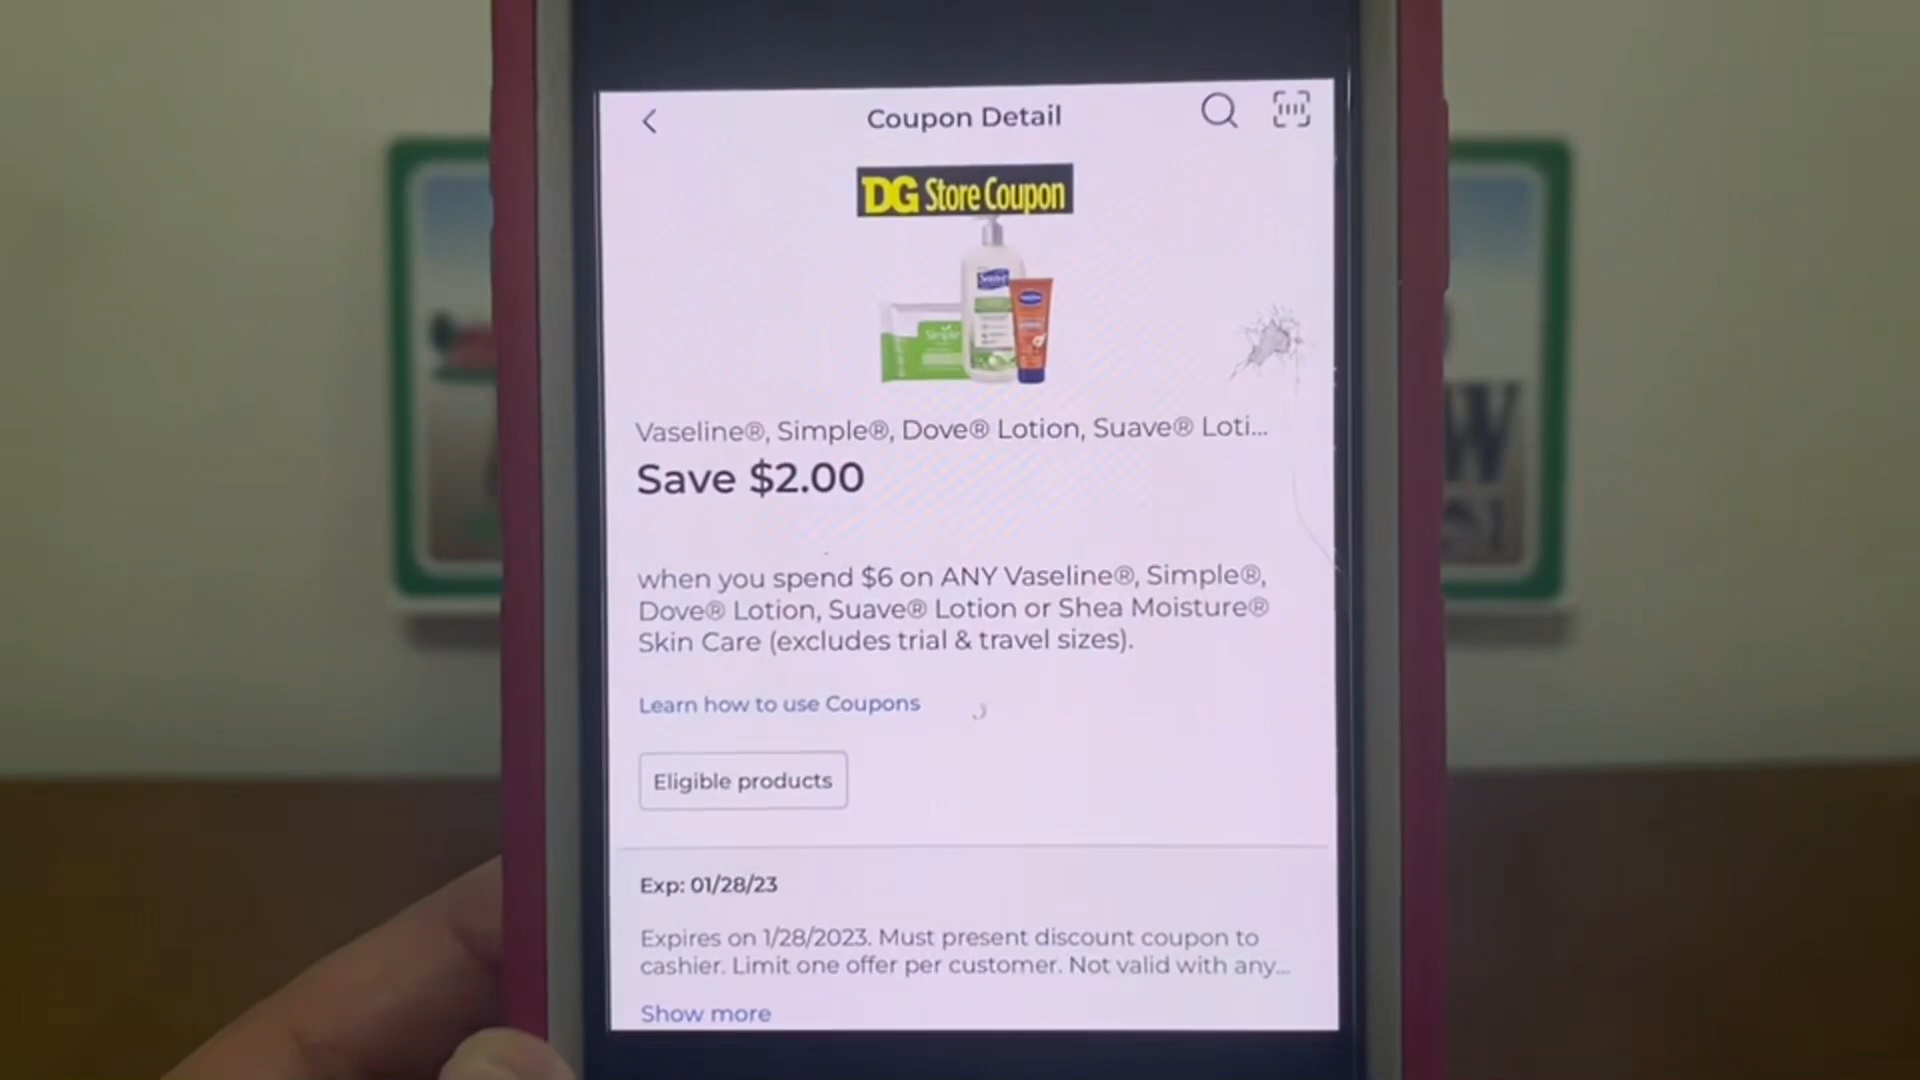 Coupon Detail
DG Store Coupon
Suave
Simple
Vaseline
Vaseline®, Simple®, Dove® Lotion, Suave® Loti...
Save $2.00
when you spend $6 on ANY Vaseline®, Simple®,
Dove® Lotion, Suave® Lotion or Shea Moisture®
Skin Care (excludes trial & travel sizes).
Learn how to use Coupons
Eligible products
Exp: 01/28/23
Expires on 1/28/2023. Must present discount coupon to
cashier. Limit one offer per customer. Not valid with any...
Show more
W